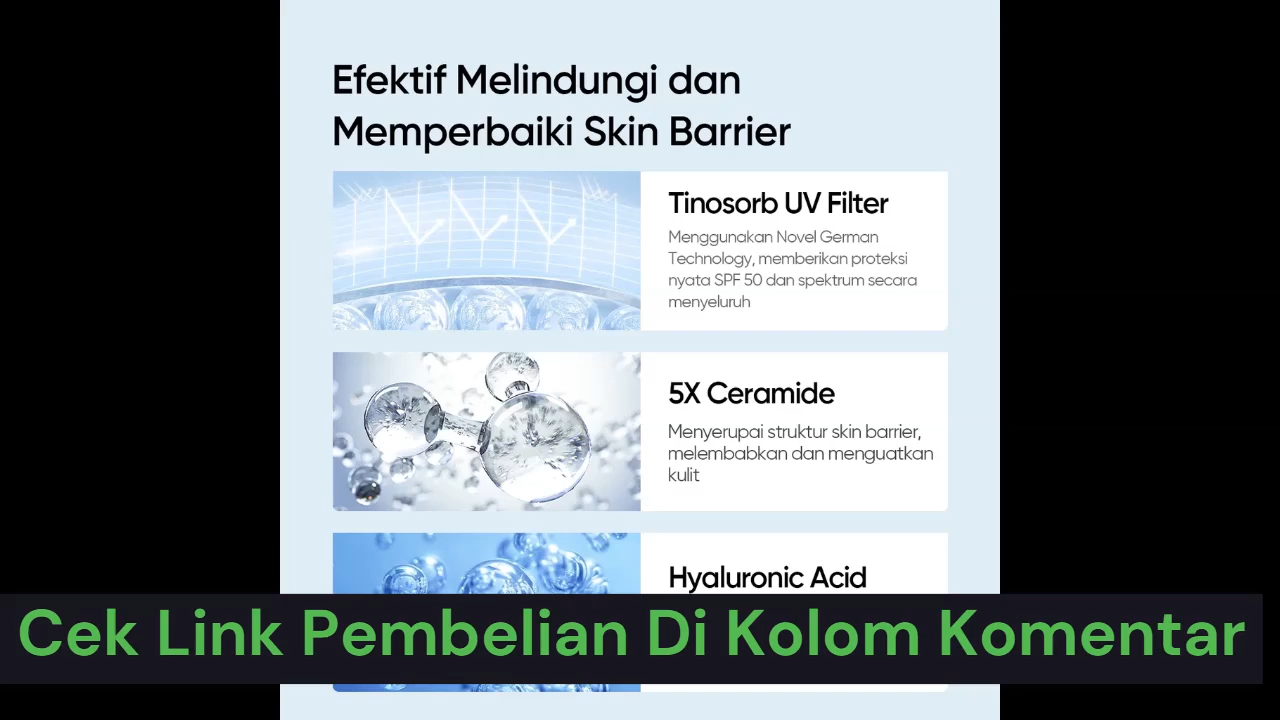 Efektif Melindungi dan
Memperbaiki Skin Barrier
Tinosorb UV Filter
Menggunakan Novel German
Technology, memberikan proteksi
nyata SPF 50 dan spektrum secara
menyeluruh
5X Ceramide
Menyerupai struktur skin barrier,
melembabkan dan menguatkan
kulit
Hyaluronic Acid
Cek Link Pembelian Di Kolom Komentar